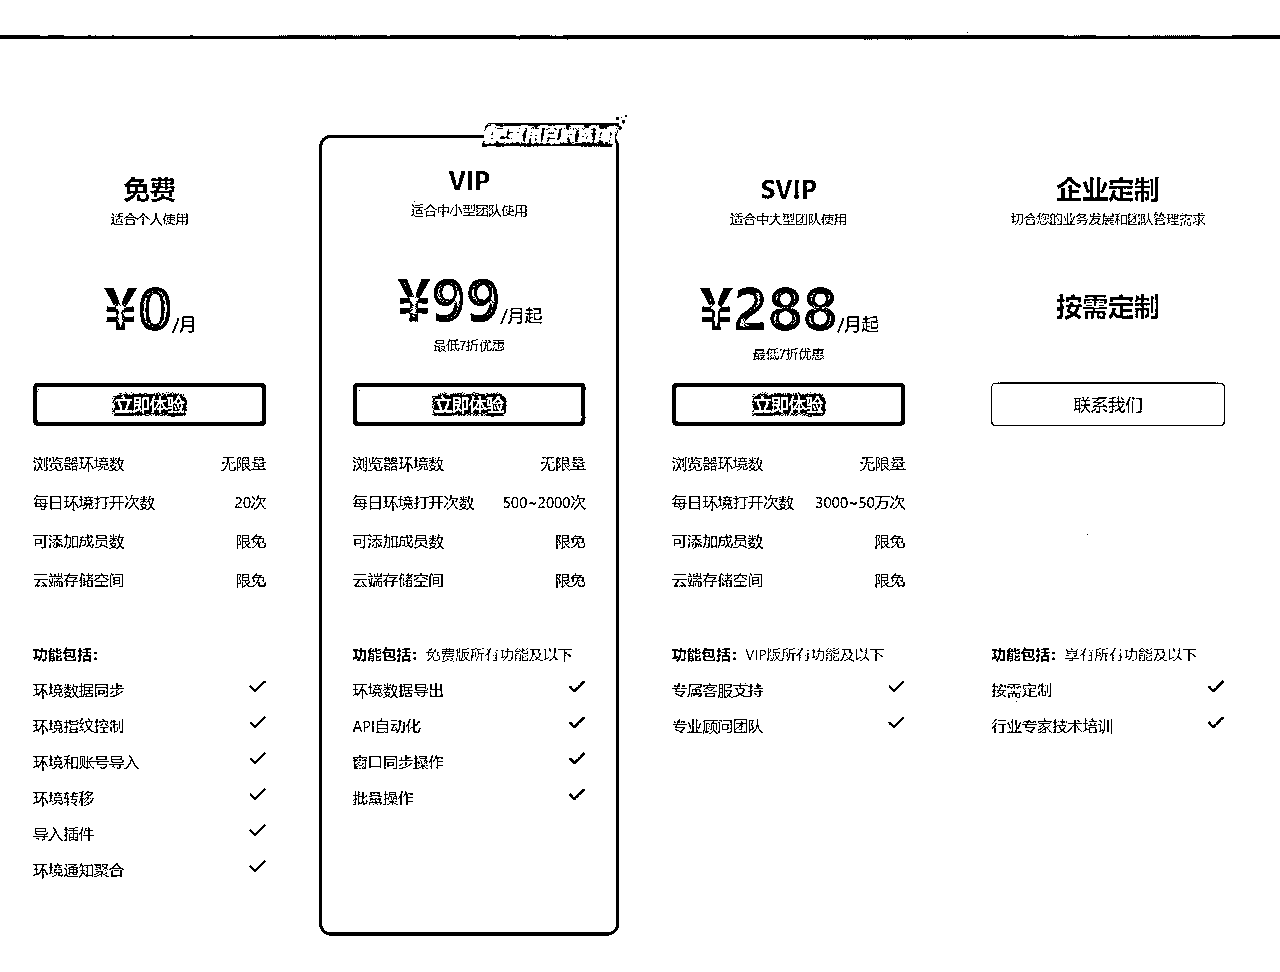 免费
适合个人使用
¥0/月
立即体验
浏览器环境数 无限量
每日环境打开次数 20次
可添加成员数 限免
云端存储空间 限免
功能包括：
环境数据同步
环境指纹控制
环境和账号导入
环境转移
导入插件
环境通知聚合
VIP
适合中小型团队使用
¥99/月起
最低7折优惠
立即体验
浏览器环境数 无限量
每日环境打开次数 500~2000次
可添加成员数 限免
云端存储空间 限免
功能包括：免费版所有功能及以下
环境数据导出
API自动化
窗口同步操作
批量操作
SVIP
适合中大型团队使用
¥288/月起
最低7折优惠
立即体验
浏览器环境数 无限量
每日环境打开次数 3000~50万次
可添加成员数 限免
云端存储空间 限免
功能包括：VIP版所有功能及以下
专属客服支持
专业顾问团队
企业定制
切合您的业务发展和团队管理需求
按需定制
联系我们
功能包括：享有所有功能及以下
按需定制
行业专家技术培训